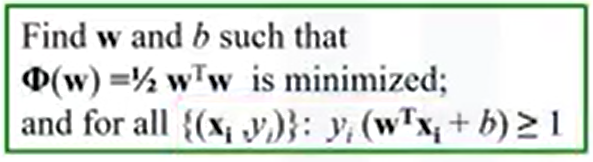 Find w and b such that
Φ(w) =½ wᵀw is minimized;
and for all {(xᵢ ,yᵢ)}: yᵢ (wᵀxᵢ + b) ≥ 1